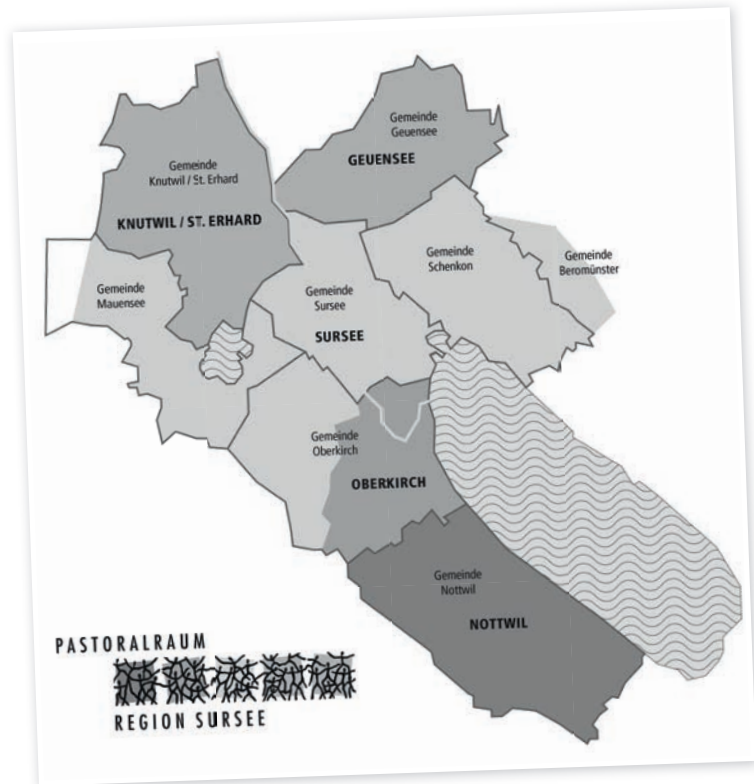 Gemeinde
Geuensee
GEUENSEE
Gemeinde
Knutwil / St. Erhard
KNUTWIL / ST. ERHARD
Gemeinde
Schenkon
Gemeinde
Beromünster
Gemeinde
Mauensee
Gemeinde
Sursee
SURSEE
Gemeinde
Oberkirch
OBERKIRCH
Gemeinde
Nottwil
NOTTWIL
PASTORALRAUM
REGION SURSEE